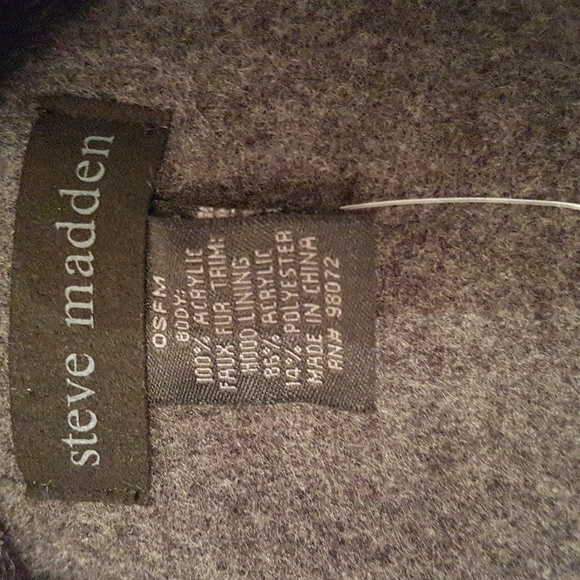 steve madden
OSFM
BODY:
100% ACRYLIC
FAUX FUR TRIM:
HOOD LINING
85% ACRYLIC
14% POLYESTER
MADE IN CHINA
RN# 98072